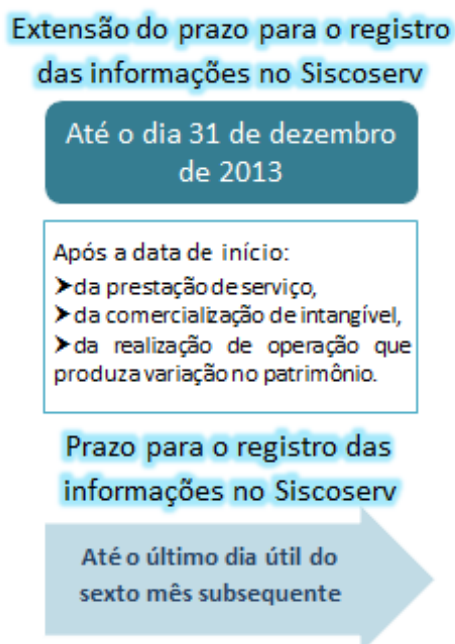 Extensão do prazo para o registro
das informações no Siscoserv
Até o dia 31 de dezembro
de 2013
Após a data de início:
➤da prestação de serviço,
➤da comercialização de intangível,
➤da realização de operação que
produza variação no patrimônio.
Prazo para o registro das
informações no Siscoserv
Até o último dia útil do
sexto mês subsequente